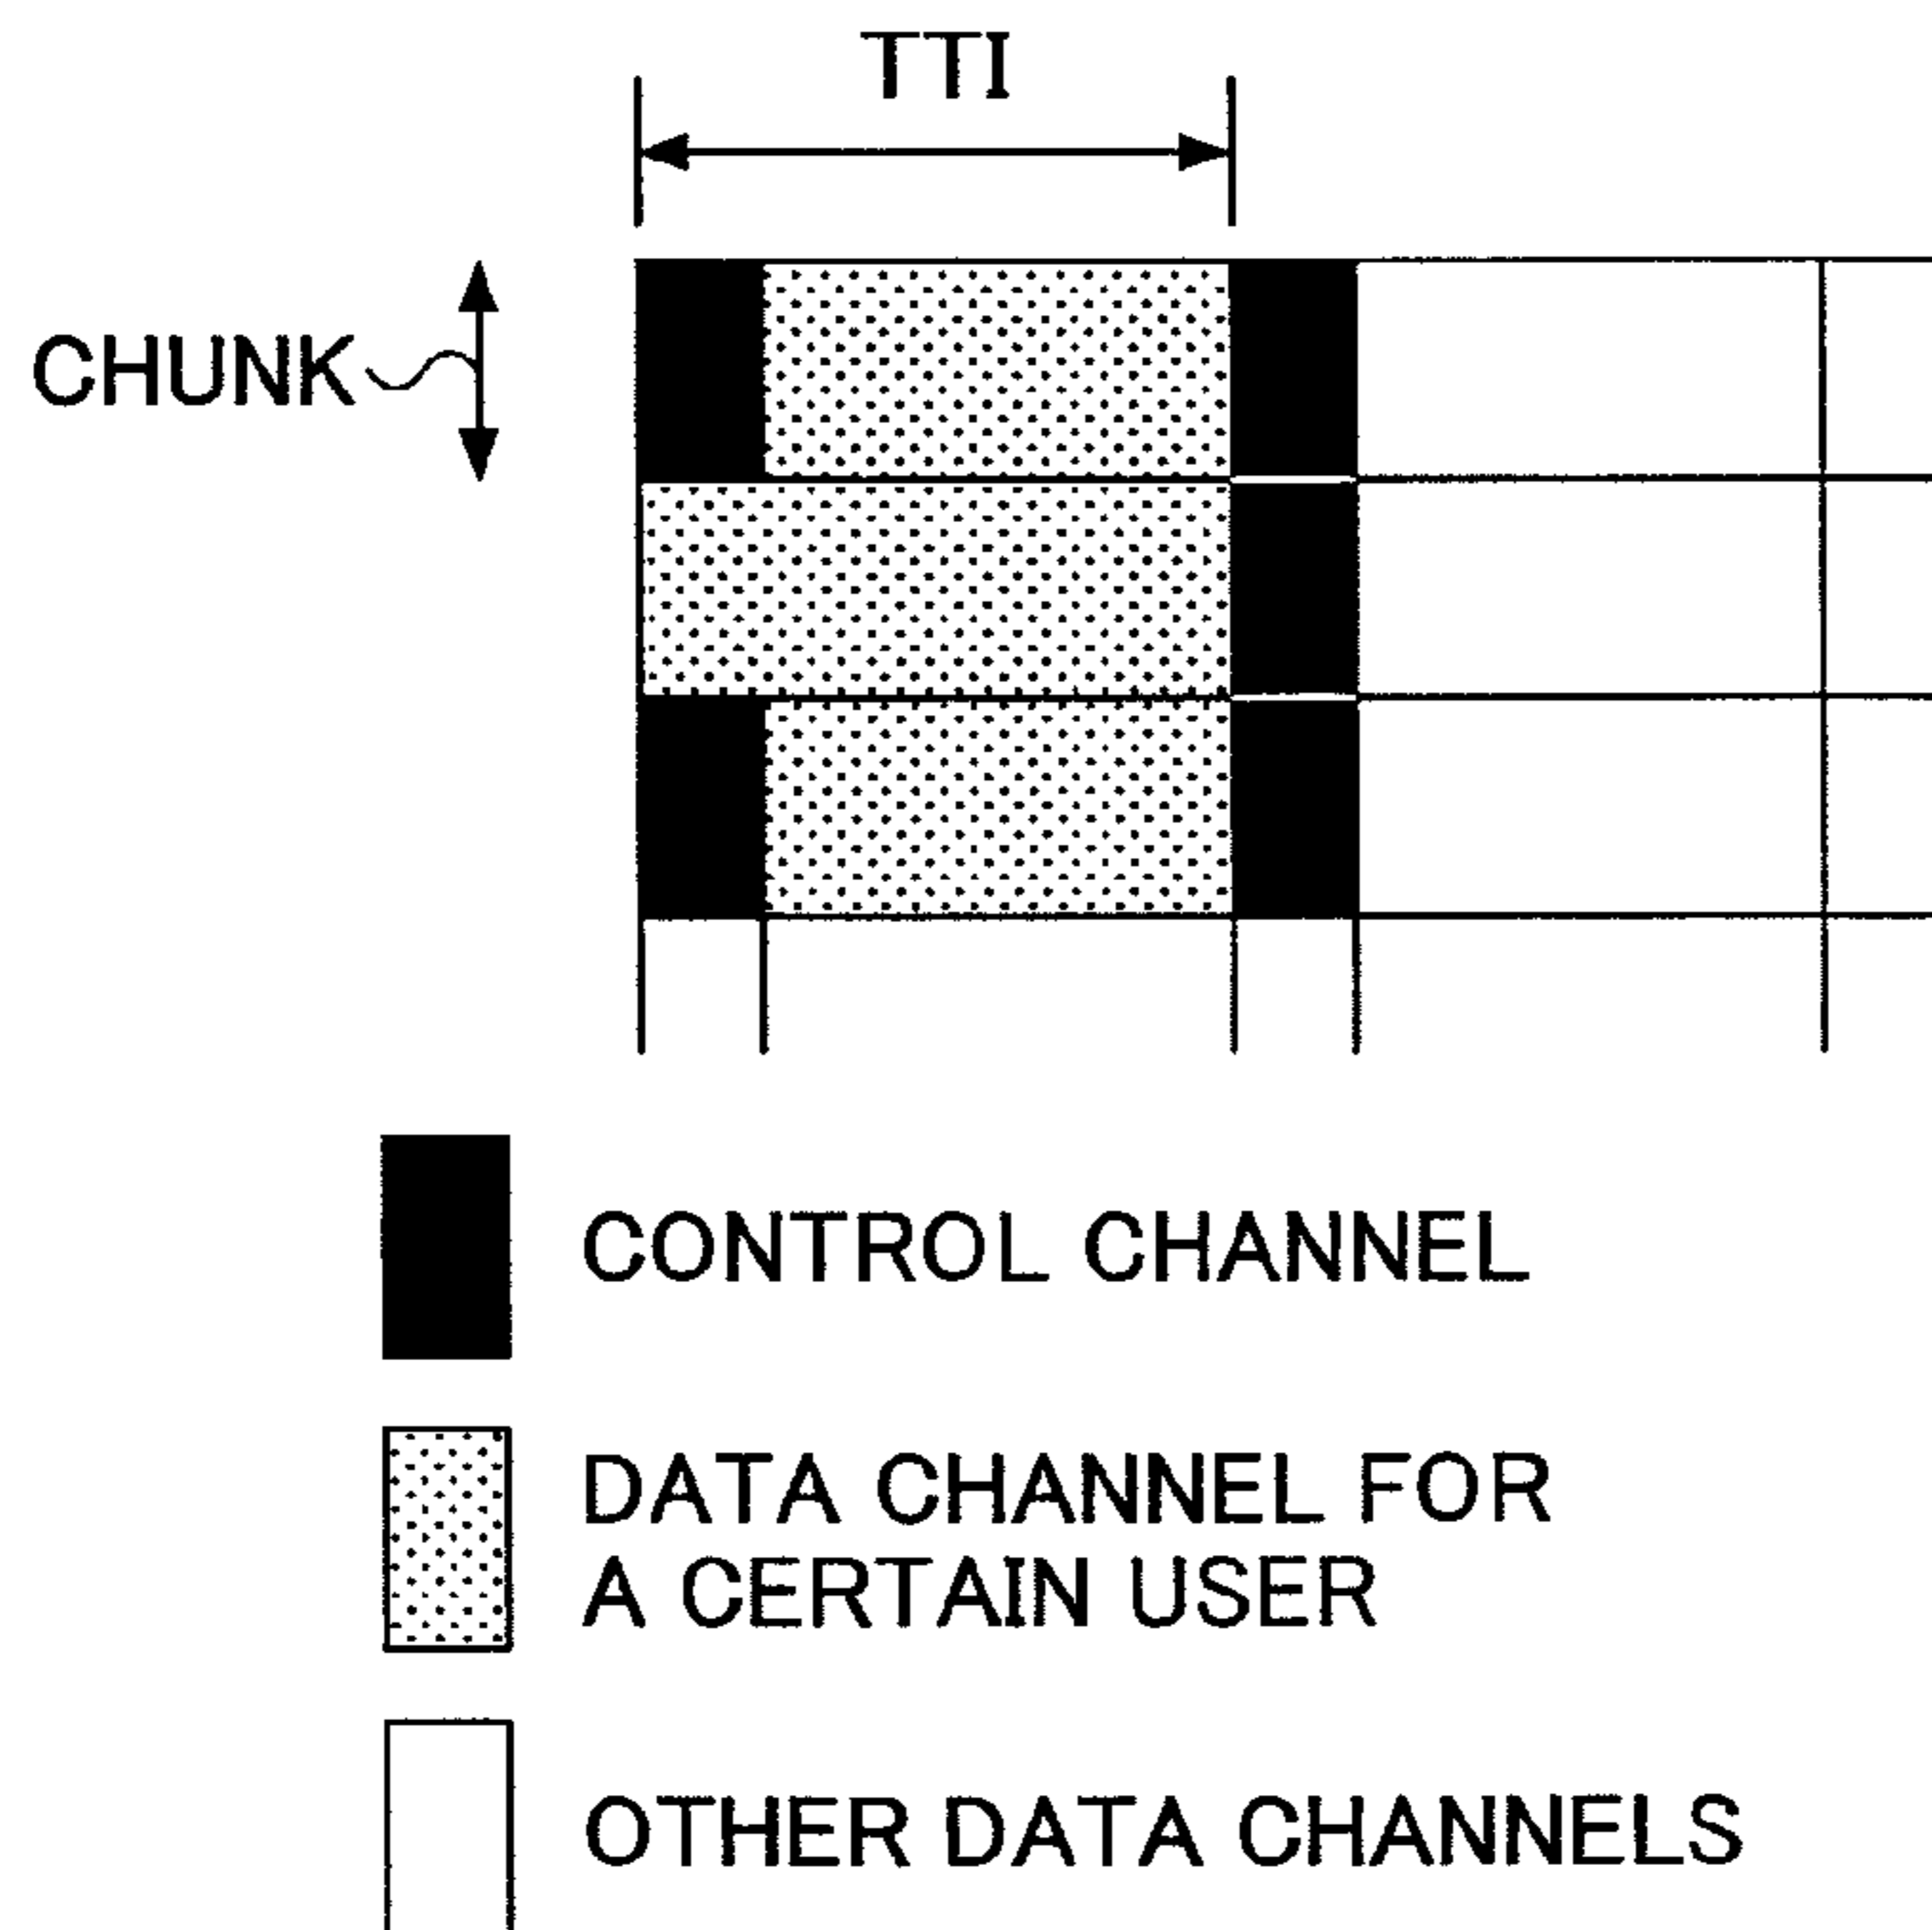 TTI
CHUNK
CONTROL CHANNEL
DATA CHANNEL FOR
A CERTAIN USER
OTHER DATA CHANNELS